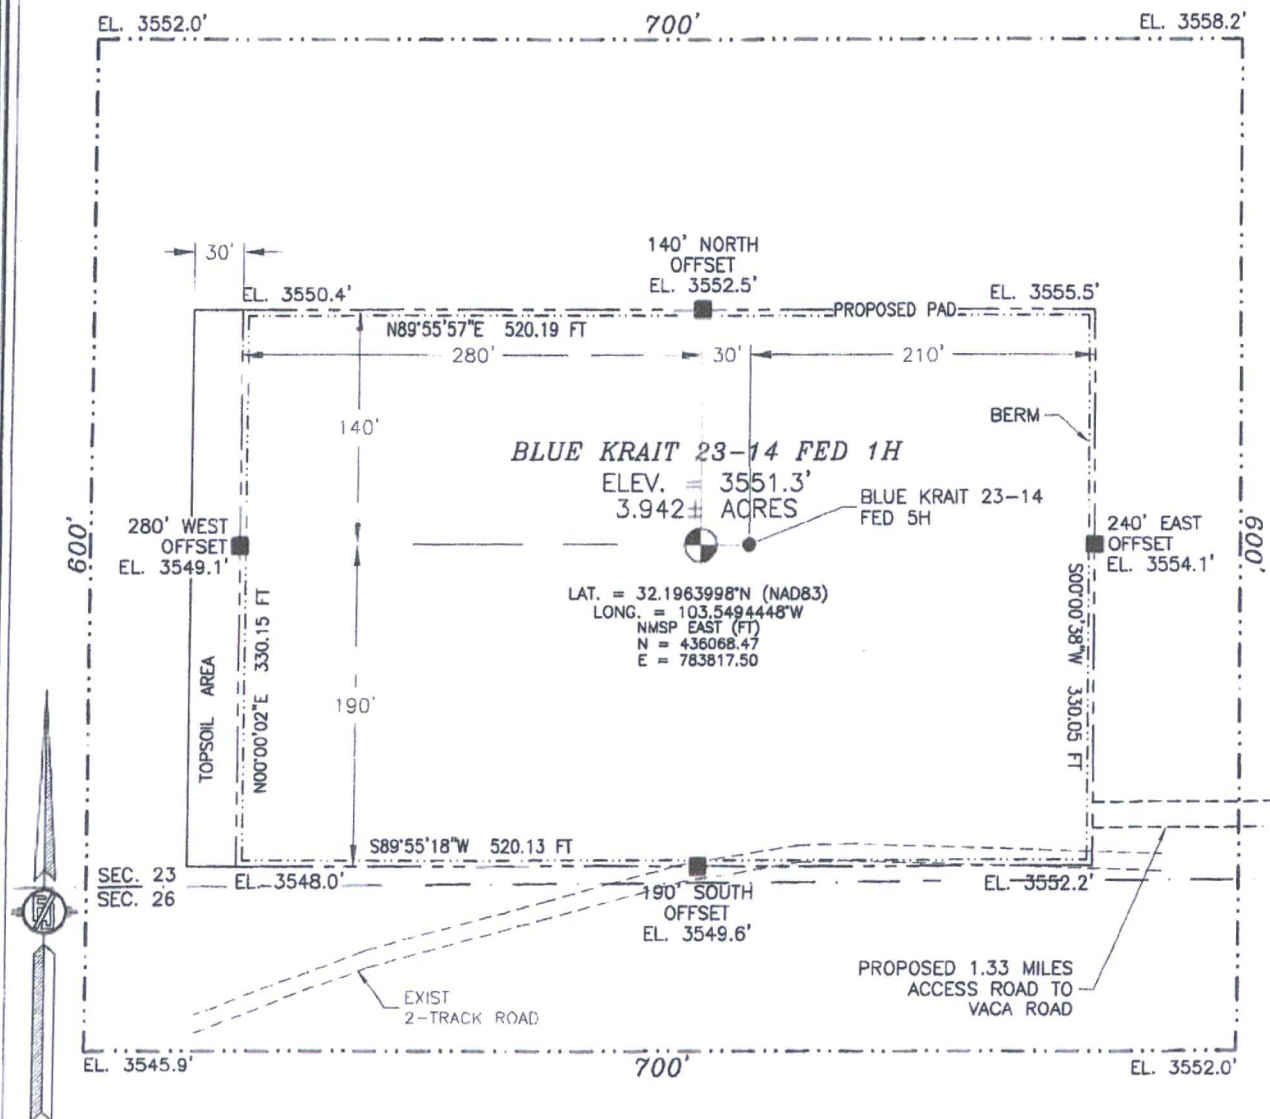 EL. 3552.0'
700'
EL. 3558.2'
30'
140' NORTH
OFFSET
EL. 3552.5'
EL. 3550.4'
EL. 3555.5'
PROPOSED PAD
N89°55'57"E 520.19 FT
280'
30'
210'
BERM
140'
BLUE KRAIT 23-14 FED 1H
ELEV. = 3551.3'
3.942± ACRES
BLUE KRAIT 23-14
FED 5H
600'
280' WEST
OFFSET
EL. 3549.1'
240' EAST
OFFSET
EL. 3554.1'
600'
LAT. = 32.1963998°N (NAD83)
LONG. = 103.5494448°W
NMSP EAST (FT)
N = 436068.47
E = 783817.50
TOPSOIL AREA
N00°00'02"E 330.15 FT
190'
S00°00'38"W 330.05 FT
S89°55'18"W 520.13 FT
SEC. 23
SEC. 26
EL. 3548.0'
190' SOUTH
OFFSET
EL. 3549.6'
EL. 3552.2'
EXIST
2-TRACK ROAD
PROPOSED 1.33 MILES
ACCESS ROAD TO
VACA ROAD
EL. 3545.9'
700'
EL. 3552.0'